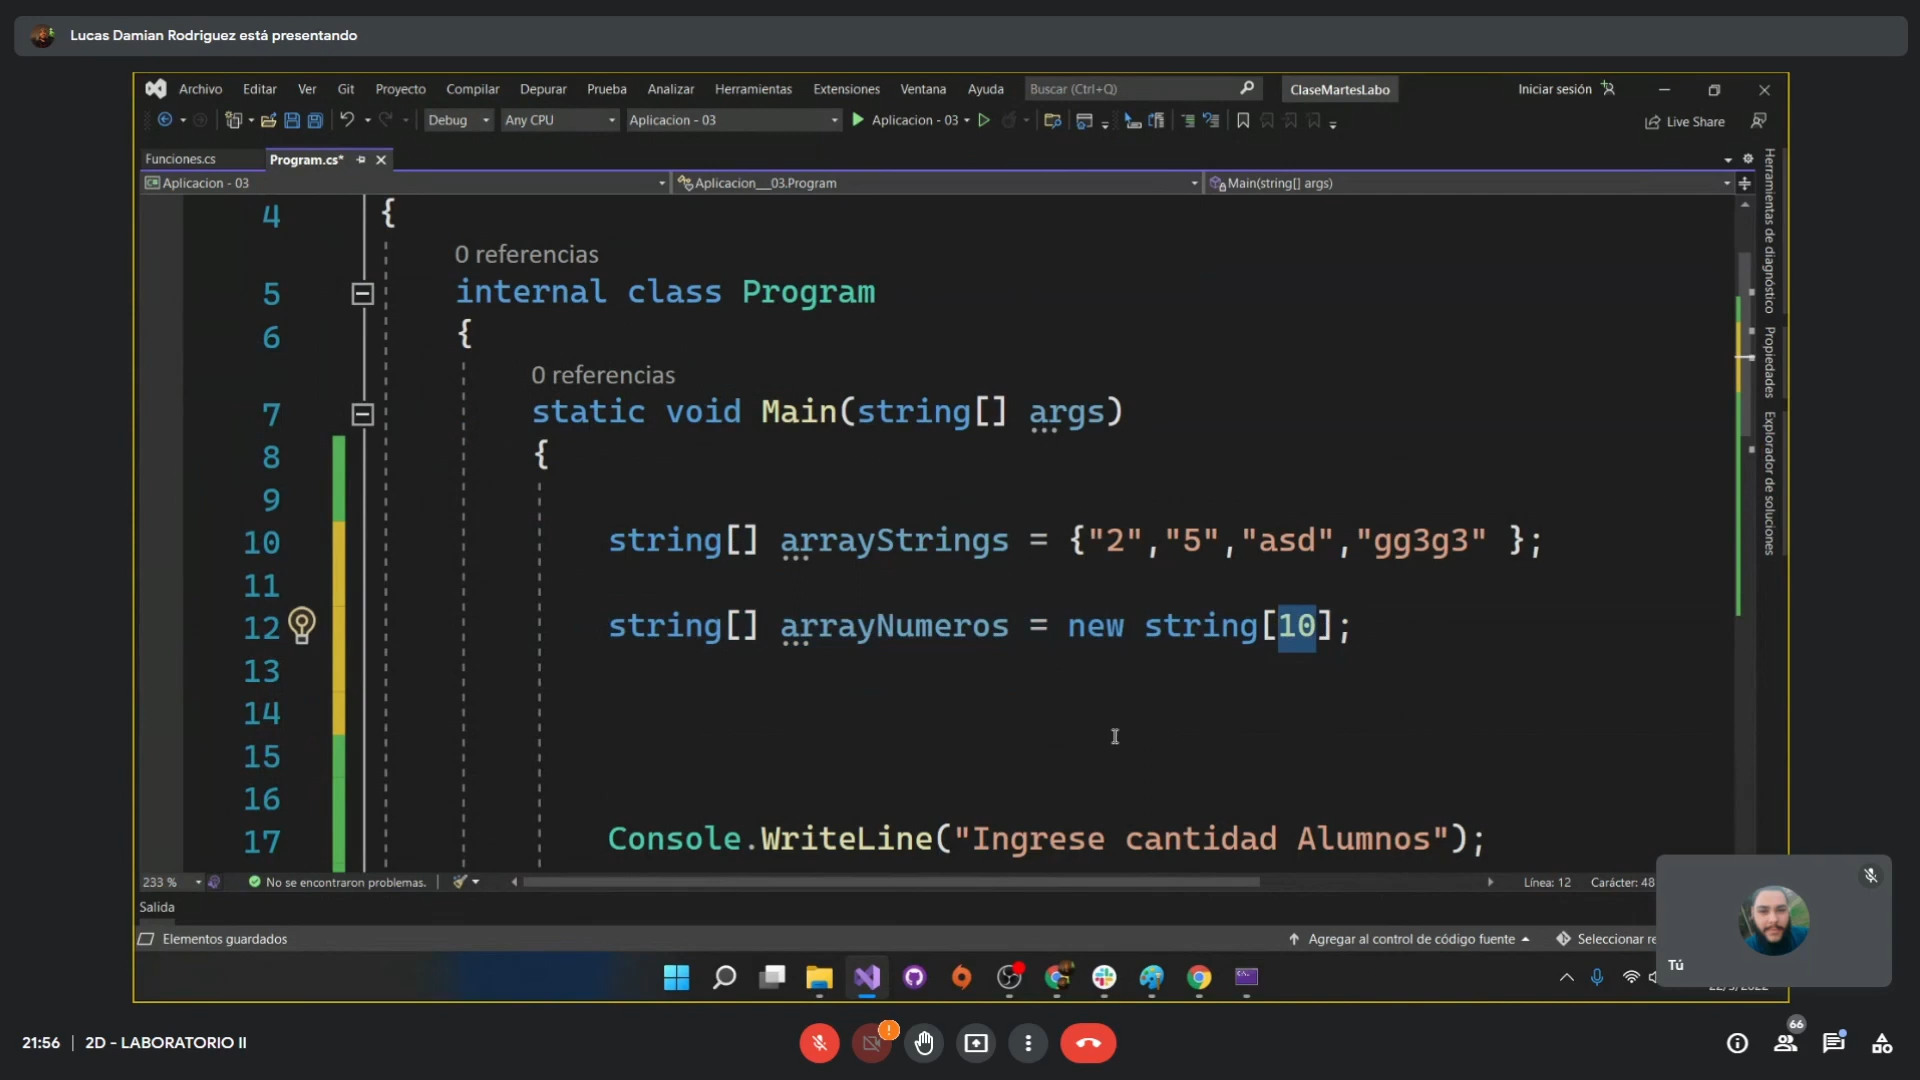 Lucas Damian Rodriguez está presentando
Archivo Editar Ver Git Proyecto Compilar Depurar Prueba Analizar Herramientas Extensiones Ventana Ayuda Buscar (Ctrl+Q) ClaseMartesLabo Iniciar sesión
Debug Any CPU Aplicacion - 03 Aplicacion - 03 Live Share
Funciones.cs Program.cs*
Aplicacion - 03 Aplicacion__03.Program Main(string[] args)
Herramientas de diagnóstico
Propiedades
Explorador de soluciones
4 {
0 referencias
5 internal class Program
6 {
0 referencias
7 static void Main(string[] args)
8 {
9
10 string[] arrayStrings = {"2","5","asd","gg3g3" };
11
12 string[] arrayNumeros = new string[10];
13
14
15
16
17 Console.WriteLine("Ingrese cantidad Alumnos");
233 % No se encontraron problemas. Línea: 12 Carácter: 48
Salida
Elementos guardados Agregar al control de código fuente Seleccionar
Tú
21:56 | 2D - LABORATORIO II
66